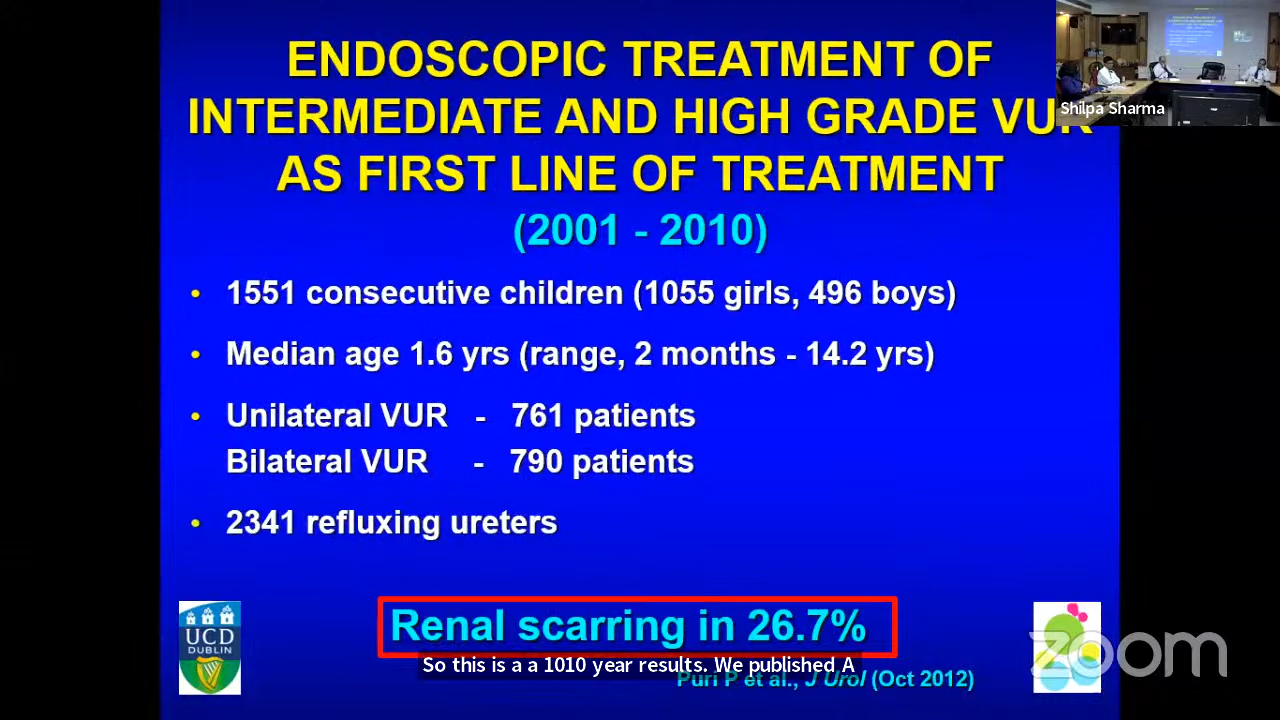 ENDOSCOPIC TREATMENT OF
INTERMEDIATE AND HIGH GRADE VUR
AS FIRST LINE OF TREATMENT
(2001 - 2010)
Shilpa Sharma
• 1551 consecutive children (1055 girls, 496 boys)
• Median age 1.6 yrs (range, 2 months - 14.2 yrs)
• Unilateral VUR - 761 patients
Bilateral VUR - 790 patients
• 2341 refluxing ureters
Renal scarring in 26.7%
So this is a a 1010 year results. We published A
Puri P et al., J Urol (Oct 2012)
UCD
DUBLIN
zoom